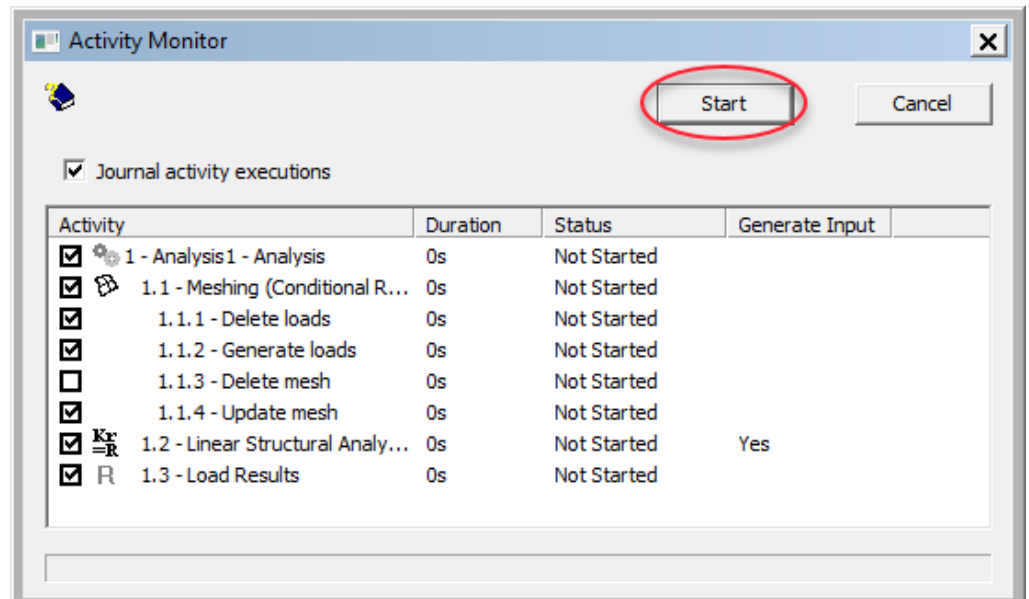 Activity Monitor
Start Cancel
Journal activity executions
Activity Duration Status Generate Input
1 - Analysis1 - Analysis 0s Not Started
1.1 - Meshing (Conditional R... 0s Not Started
1.1.1 - Delete loads 0s Not Started
1.1.2 - Generate loads 0s Not Started
1.1.3 - Delete mesh 0s Not Started
1.1.4 - Update mesh 0s Not Started
Kr =R 1.2 - Linear Structural Analy... 0s Not Started Yes
R 1.3 - Load Results 0s Not Started